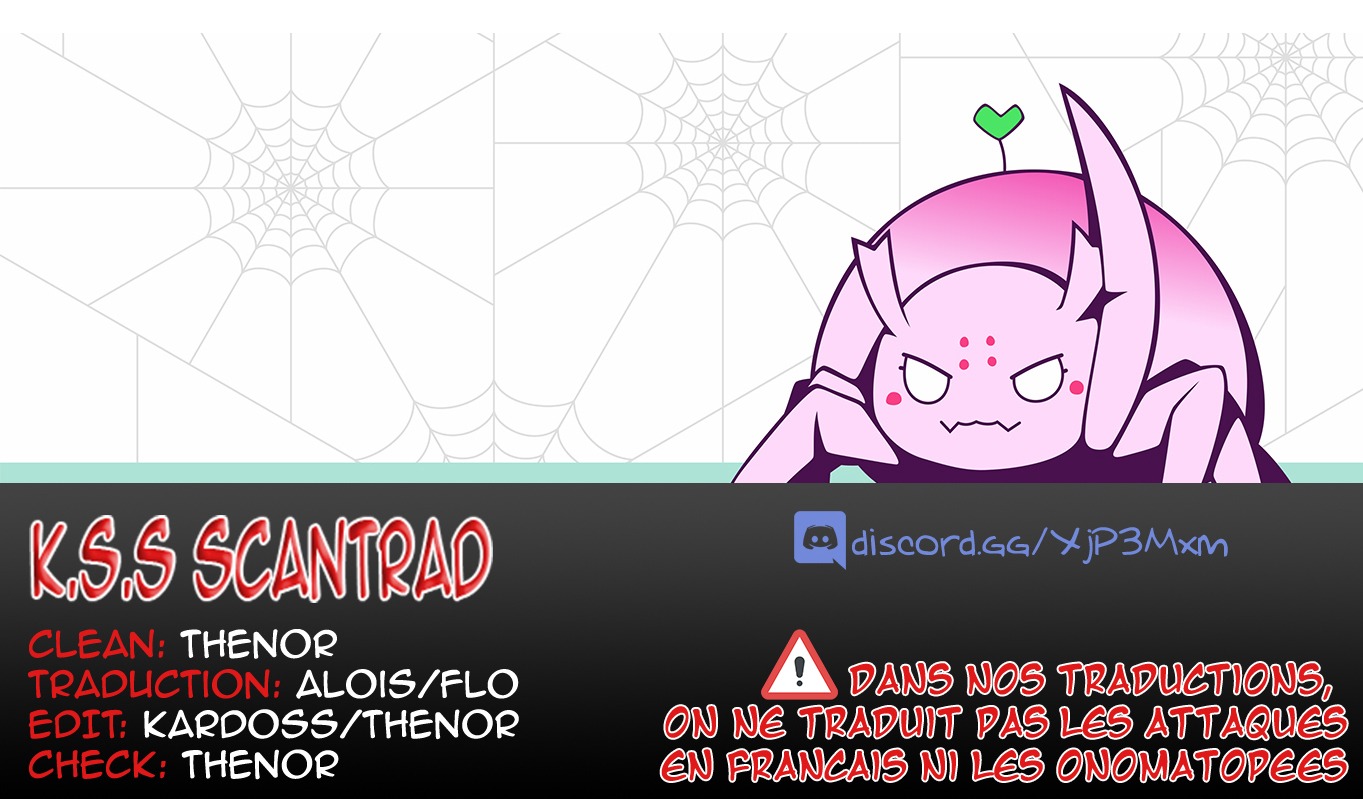 K.S.S SCANTRAD
discord.gg/XjP3Mxm
CLEAN: THENOR
TRADUCTION: ALOIS/FLO
EDIT: KARDOSS/THENOR
CHECK: THENOR
DANS NOS TRADUCTIONS,
ON NE TRADUIT PAS LES ATTAQUES
EN FRANCAIS NI LES ONOMATOPEES